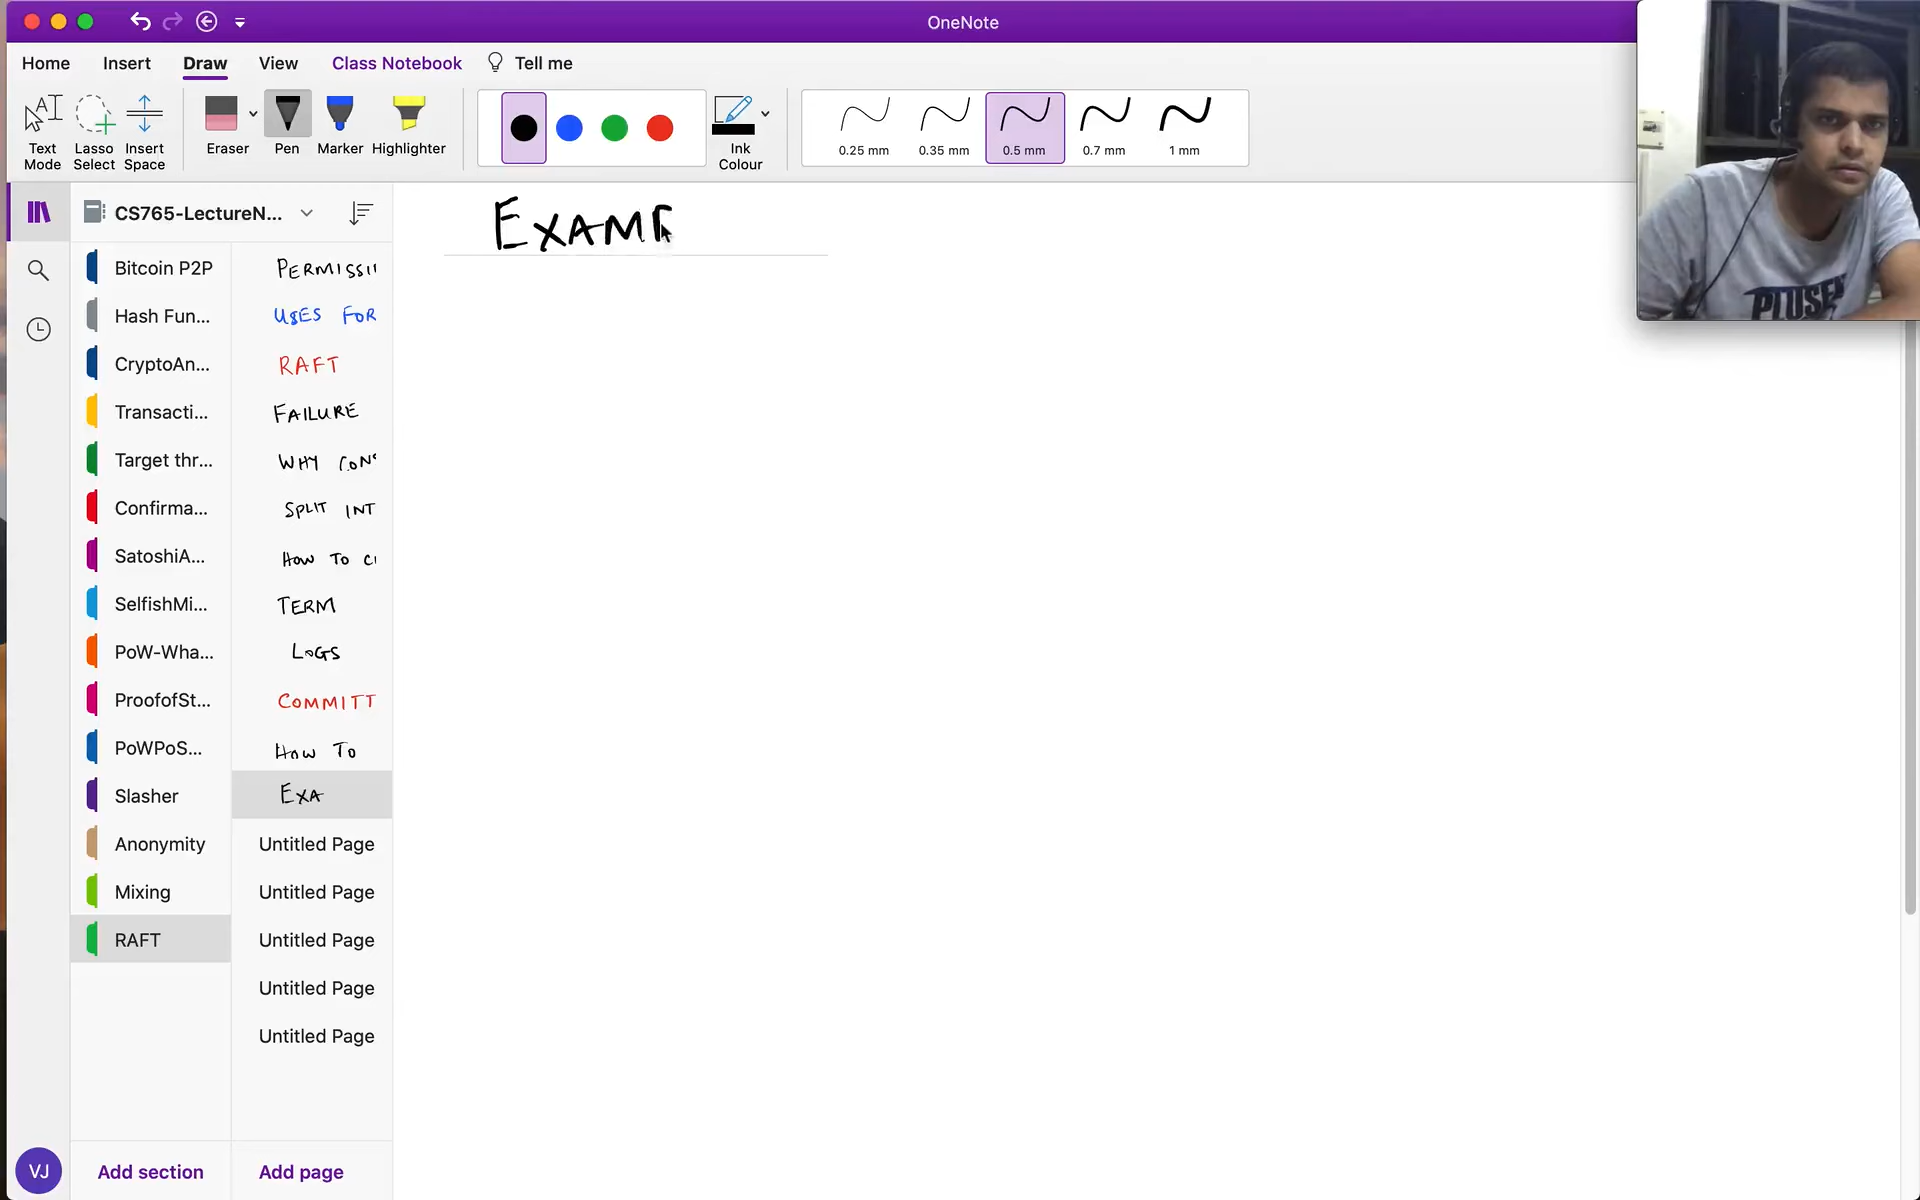 OneNote
Home Insert Draw View Class Notebook Tell me
Text Mode
Lasso Select
Insert Space
Eraser
Pen
Marker
Highlighter
Ink Colour
0.25 mm
0.35 mm
0.5 mm
0.7 mm
1 mm
CS765-LectureN...
Bitcoin P2P
Hash Fun...
CryptoAn...
Transacti...
Target thr...
Confirma...
SatoshiA...
SelfishMi...
PoW-Wha...
ProofofSt...
PoWPoS...
Slasher
Anonymity
Mixing
RAFT
PERMISSI
USES FOR
RAFT
FAILURE
WHY CONS
SPLIT INT
HOW TO
TERM
LOGS
COMMITT
HOW TO
EXA
Untitled Page
Untitled Page
Untitled Page
Untitled Page
Untitled Page
VJ
Add section
Add page
EXAMP
PLUSE